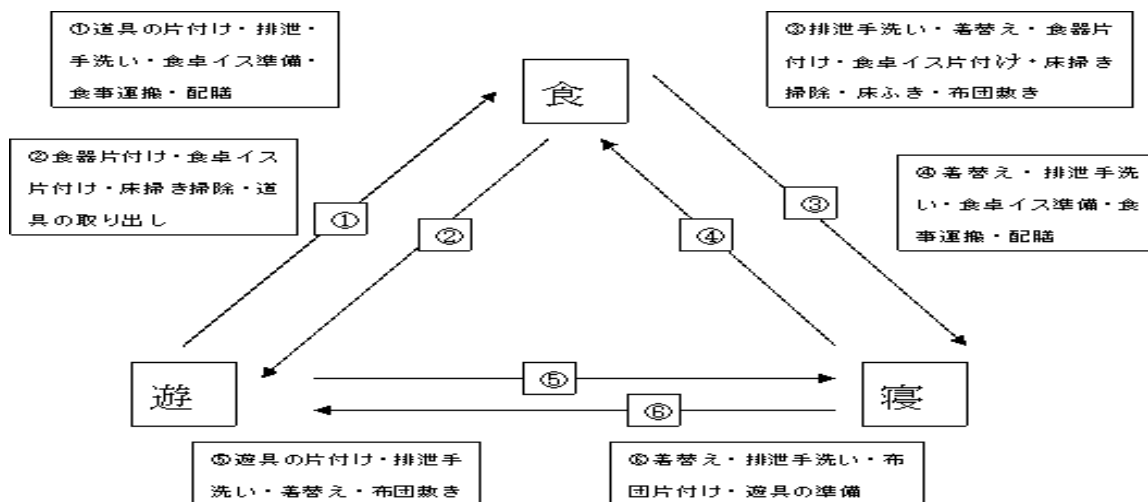 ①道具の片付け・排泄・
手洗い・食卓イス準備・
食事運搬・配膳
③排泄手洗い・着替え・食器片
付け・食卓イス片付け・床掃き
掃除・床ふき・布団敷き
食
②食器片付け・食卓イス
片付け・床掃き掃除・道
具の取り出し
④着替え・排泄手洗
い・食卓イス準備・食
事運搬・配膳
①
②
④
③
遊
⑤
⑥
寝
⑤遊具の片付け・排泄手
洗い・着替え・布団敷き
⑥着替え・排泄手洗い・布
団片付け・遊具の準備